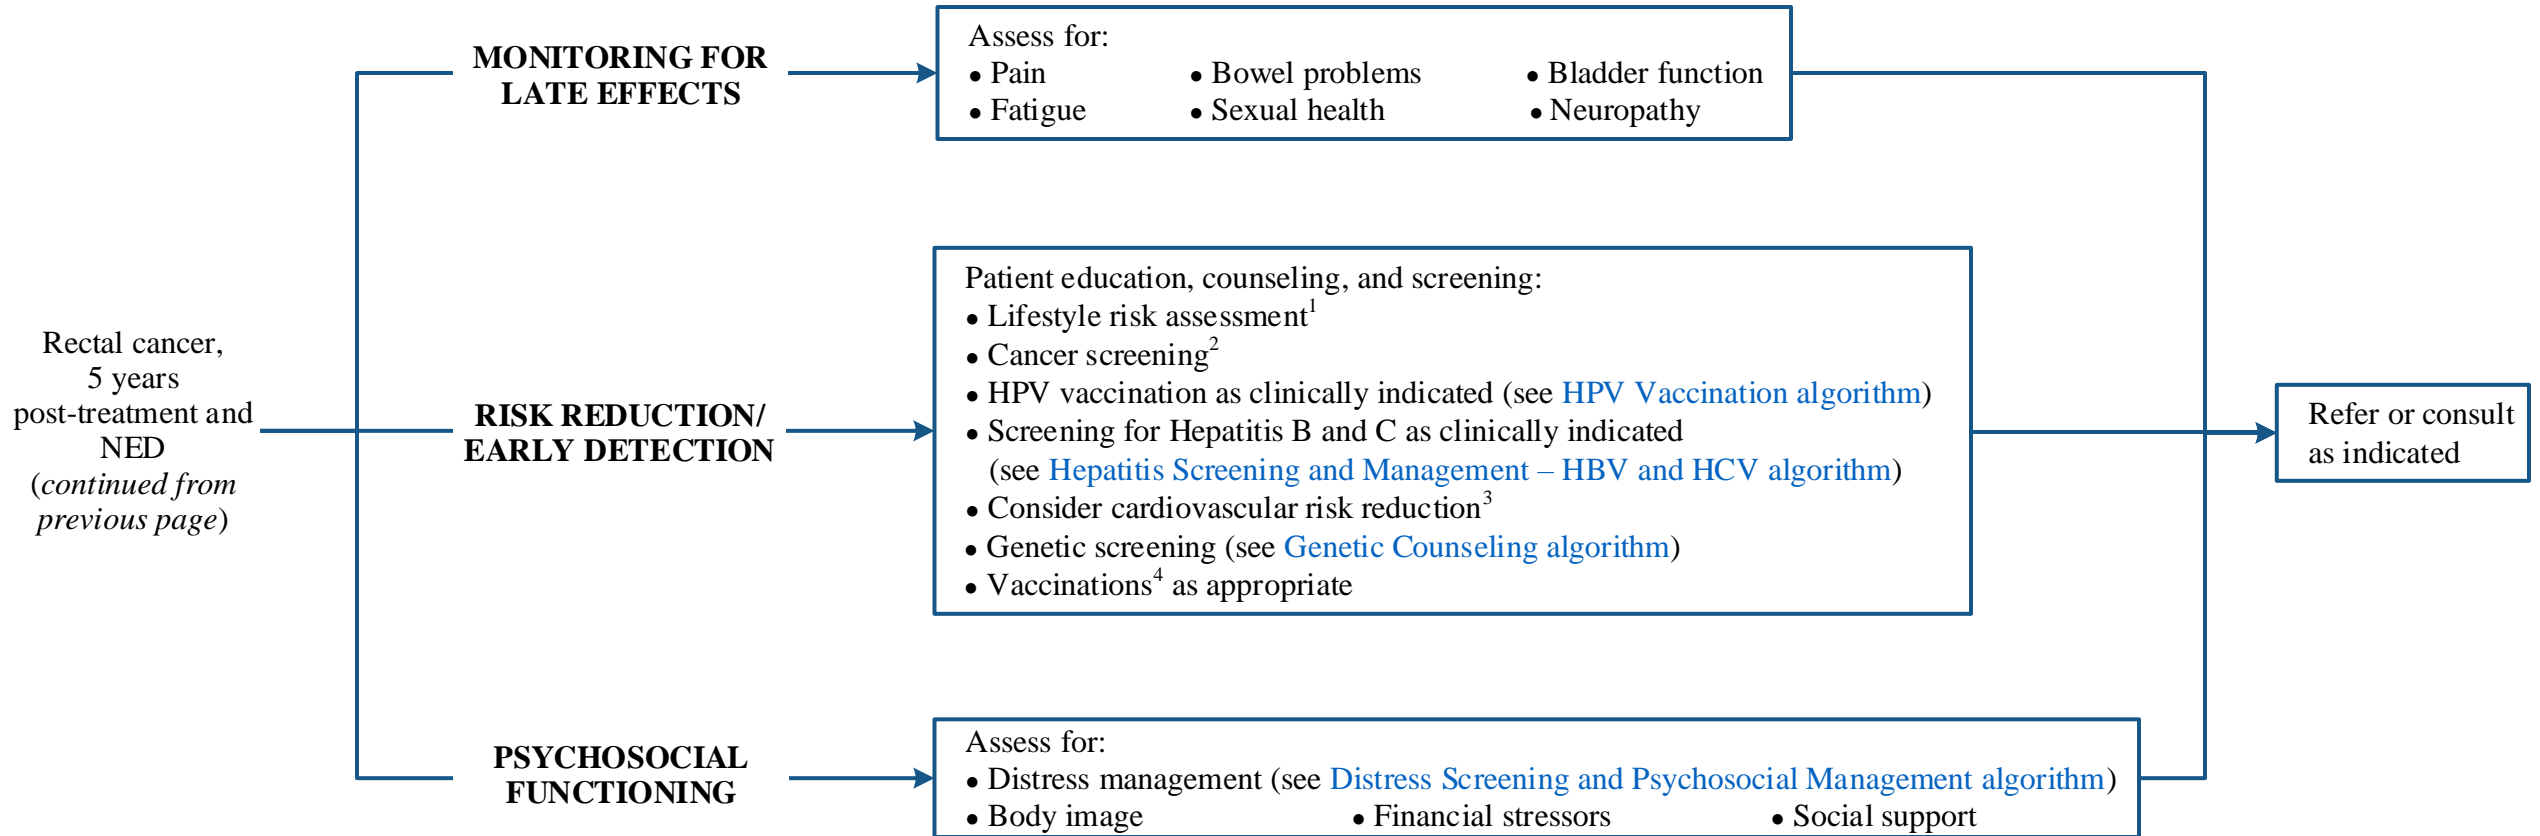 Rectal cancer,
5 years
post-treatment and
NED
(continued from
previous page)
MONITORING FOR
LATE EFFECTS
Assess for:
● Pain ● Bowel problems ● Bladder function
● Fatigue ● Sexual health ● Neuropathy
RISK REDUCTION/
EARLY DETECTION
Patient education, counseling, and screening:
● Lifestyle risk assessment1
● Cancer screening2
● HPV vaccination as clinically indicated (see HPV Vaccination algorithm)
● Screening for Hepatitis B and C as clinically indicated
(see Hepatitis Screening and Management – HBV and HCV algorithm)
● Consider cardiovascular risk reduction3
● Genetic screening (see Genetic Counseling algorithm)
● Vaccinations4 as appropriate
PSYCHOSOCIAL
FUNCTIONING
Assess for:
● Distress management (see Distress Screening and Psychosocial Management algorithm)
● Body image ● Financial stressors ● Social support
Refer or consult
as indicated